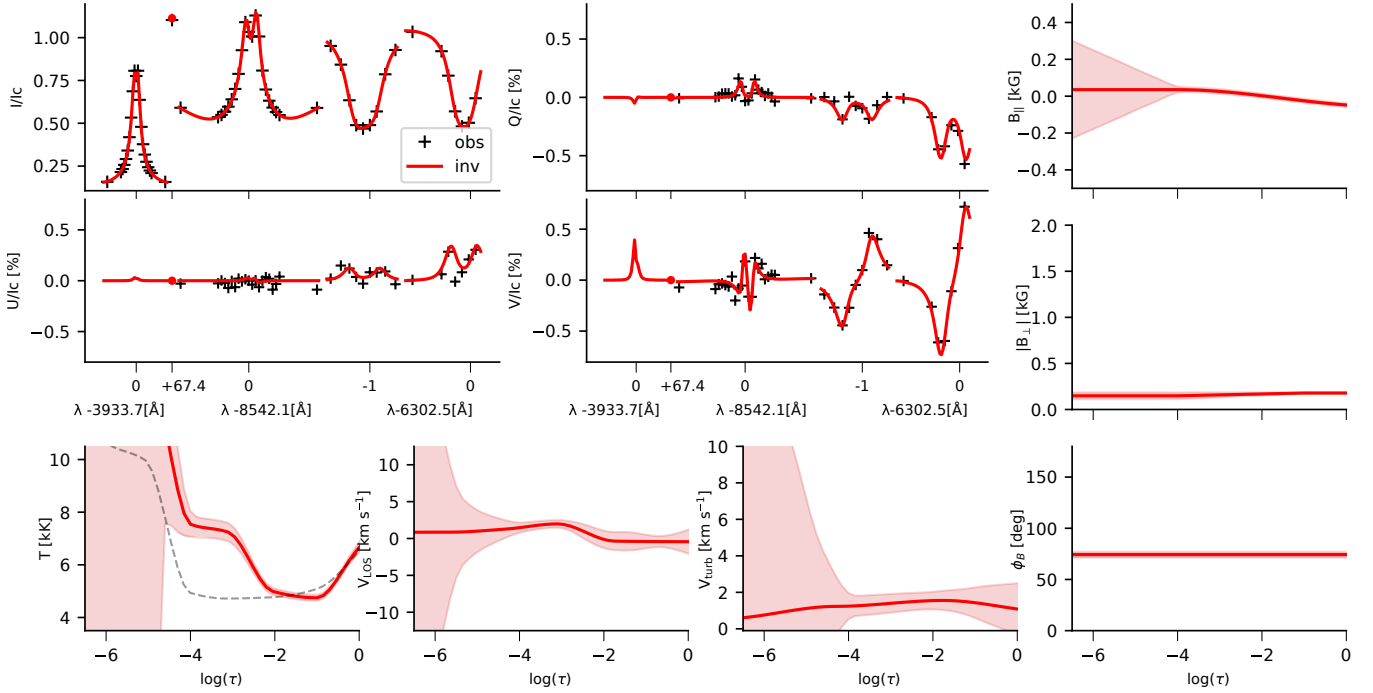 1.00
0.75
0.50
0.25
I/Ic
obs
inv
0.5
0.0
−0.5
Q/Ic [%]
0.4
0.2
0.0
−0.2
−0.4
B∥ [kG]
0.5
0.0
−0.5
U/Ic [%]
0.5
0.0
−0.5
V/Ic [%]
2.0
1.5
1.0
0.5
0.0
|B⊥| [kG]
0 +67.4 0 -1 0
λ -3933.7[Å] λ -8542.1[Å] λ-6302.5[Å]
0 +67.4 0 -1 0
λ -3933.7[Å] λ -8542.1[Å] λ-6302.5[Å]
10
8
6
4
T [kK]
−6 −4 −2 0
log(τ)
10
5
0
−5
−10
V_LOS [km s⁻¹]
−6 −4 −2 0
log(τ)
10
8
6
4
2
0
V_turb [km s⁻¹]
−6 −4 −2 0
log(τ)
150
100
50
0
ϕ_B [deg]
−6 −4 −2 0
log(τ)